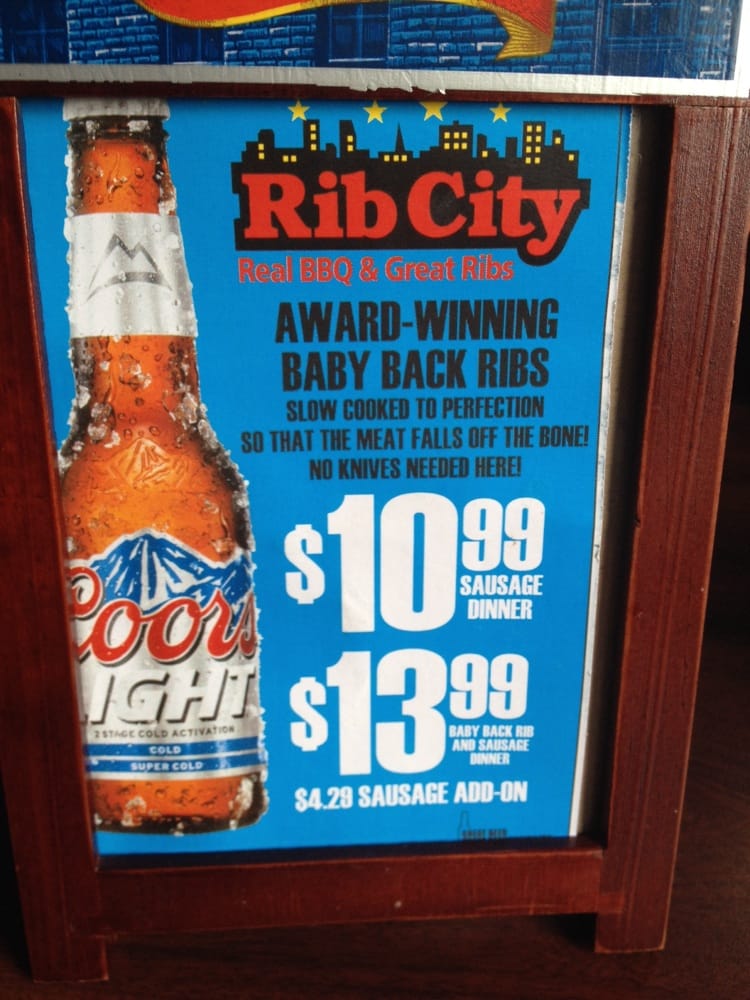 Rib City
Real BBQ & Great Ribs
AWARD-WINNING
BABY BACK RIBS
SLOW COOKED TO PERFECTION
SO THAT THE MEAT FALLS OFF THE BONE!
NO KNIVES NEEDED HERE!
$10.99
SAUSAGE
DINNER
$13.99
BABY BACK RIB
AND SAUSAGE
DINNER
$4.29 SAUSAGE ADD-ON
Coors
LIGHT
2 STAGE COLD ACTIVATION
COLD
SUPER COLD